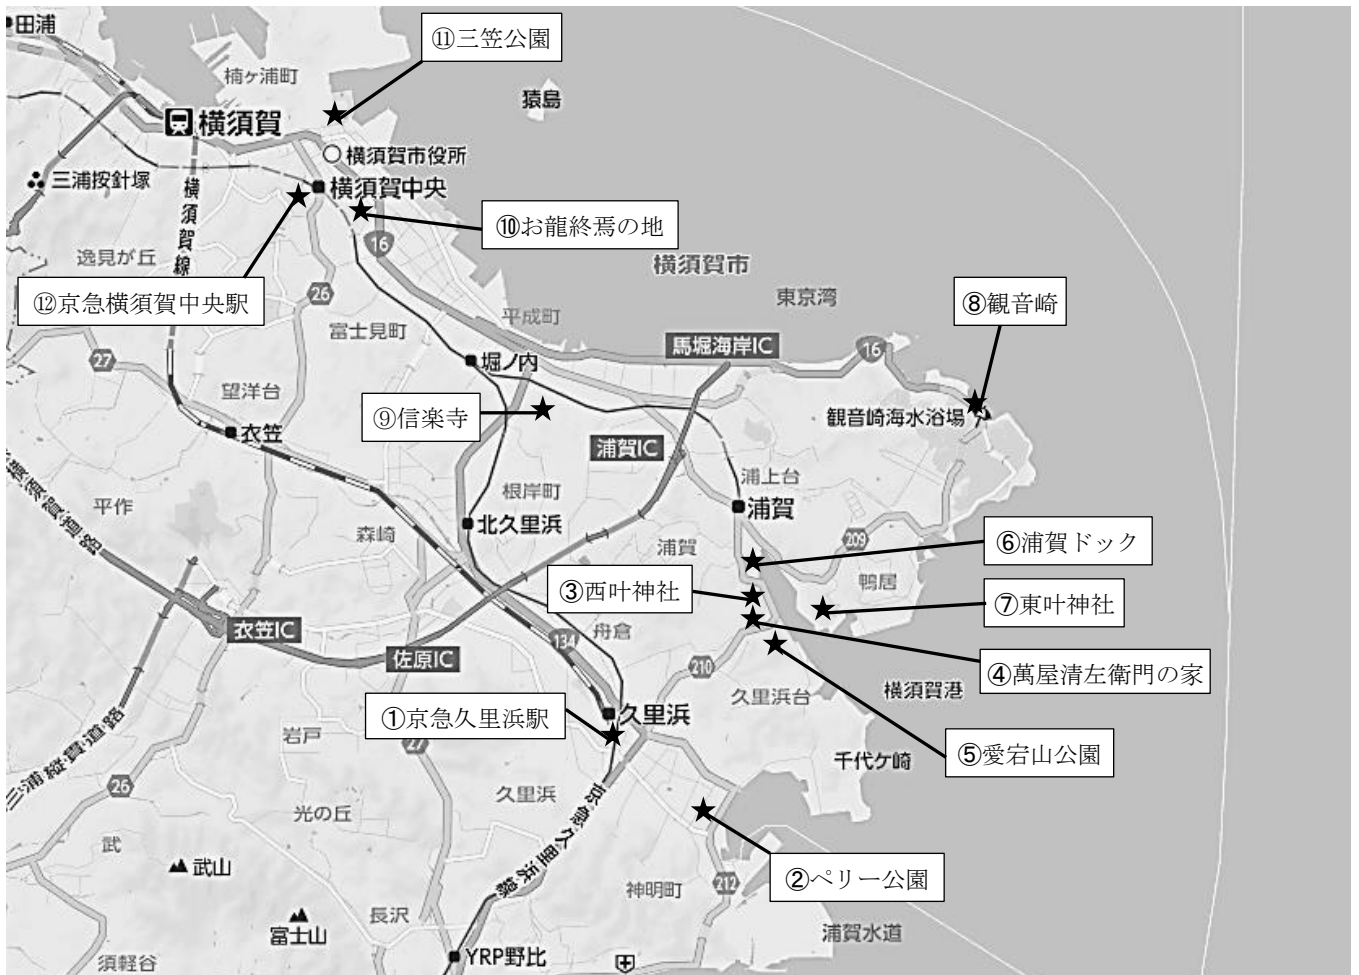 田浦
⑪三笠公園
楠ヶ浦町
猿島
横須賀
横須賀市役所
三浦按針塚
横須賀中央
横須賀線
⑩お龍終焉の地
16
逸見が丘
横須賀市
⑫京急横須賀中央駅
26
東京湾
⑧観音崎
平成町
富士見町
馬堀海岸IC
16
27
堀ノ内
望洋台
⑨信楽寺
観音崎海水浴場
衣笠
浦賀IC
浦上台
根岸町
平作
浦賀
森崎
北久里浜
209
浦賀
⑥浦賀ドック
鴨居
③西叶神社
⑦東叶神社
衣笠IC
134
舟倉
佐原IC
210
④萬屋清左衛門の家
久里浜台
横須賀港
①京急久里浜駅
久里浜
岩戸
27
⑤愛宕山公園
千代ケ崎
三浦縦貫道路
26
久里浜
京急久里浜線
光の丘
武
武山
②ペリー公園
神明町
212
長沢
富士山
浦賀水道
須軽谷
YRP野比